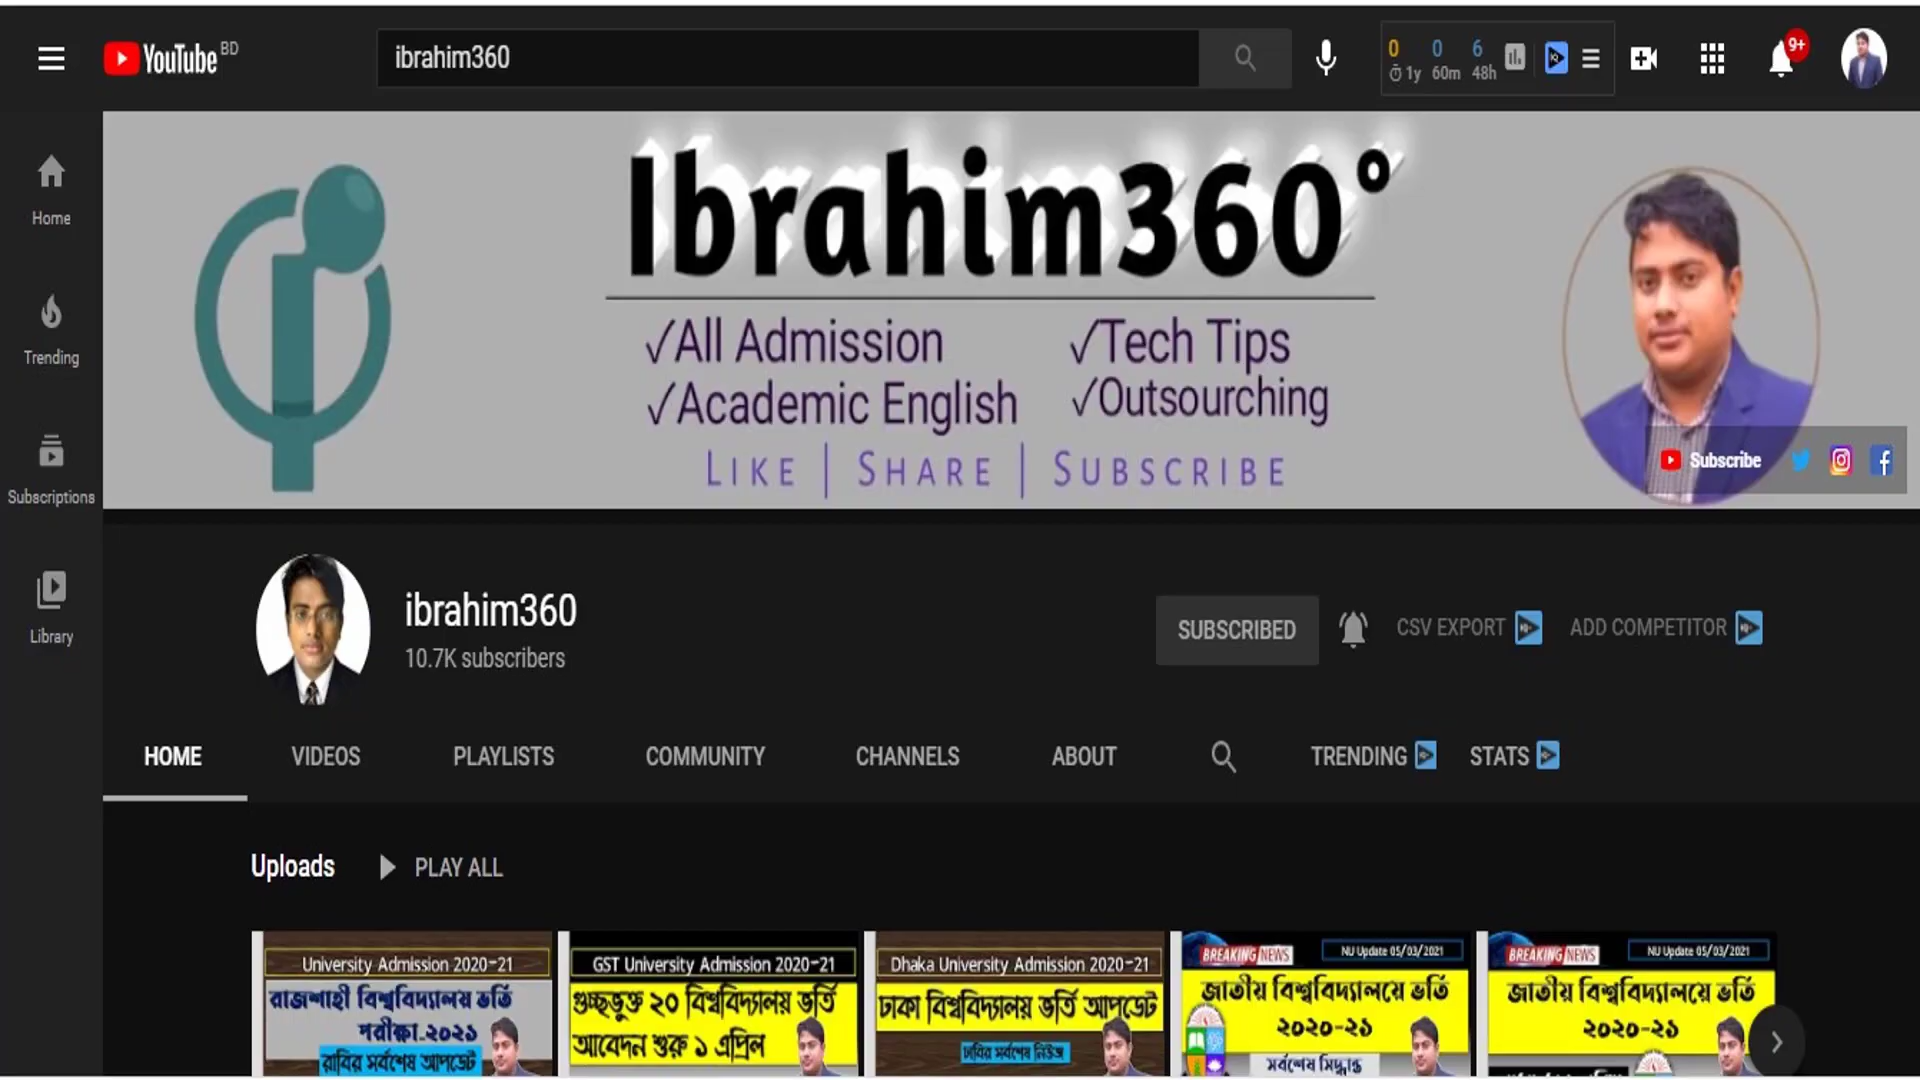 YouTube BD
ibrahim360
0 0 6
1y 60m 48h
9+
Home
Trending
Subscriptions
Library
Ibrahim360°
✓All Admission ✓Tech Tips
✓Academic English ✓Outsourching
LIKE | SHARE | SUBSCRIBE
Subscribe
ibrahim360
10.7K subscribers
SUBSCRIBED
CSV EXPORT
ADD COMPETITOR
HOME VIDEOS PLAYLISTS COMMUNITY CHANNELS ABOUT TRENDING STATS
Uploads PLAY ALL
University Admission 2020-21
রাজশাহী বিশ্ববিদ্যালয় ভর্তি
পরীক্ষা-২০২১
রাবির সর্বশেষ আপডেট
GST University Admission 2020-21
গুচ্ছভুক্ত ২০ বিশ্ববিদ্যালয় ভর্তি
আবেদন শুরু ১ এপ্রিল
Dhaka University Admission 2020-21
ঢাকা বিশ্ববিদ্যালয় ভর্তি আপডেট
ঢাবির সর্বশেষ নিউজ
BREAKING NEWS NU Update 05/03/2021
জাতীয় বিশ্ববিদ্যালয়ে ভর্তি
২০২০-২১
সর্বশেষ সিদ্ধান্ত
BREAKING NEWS NU Update 05/03/2021
জাতীয় বিশ্ববিদ্যালয়ে ভর্তি
২০২০-২১